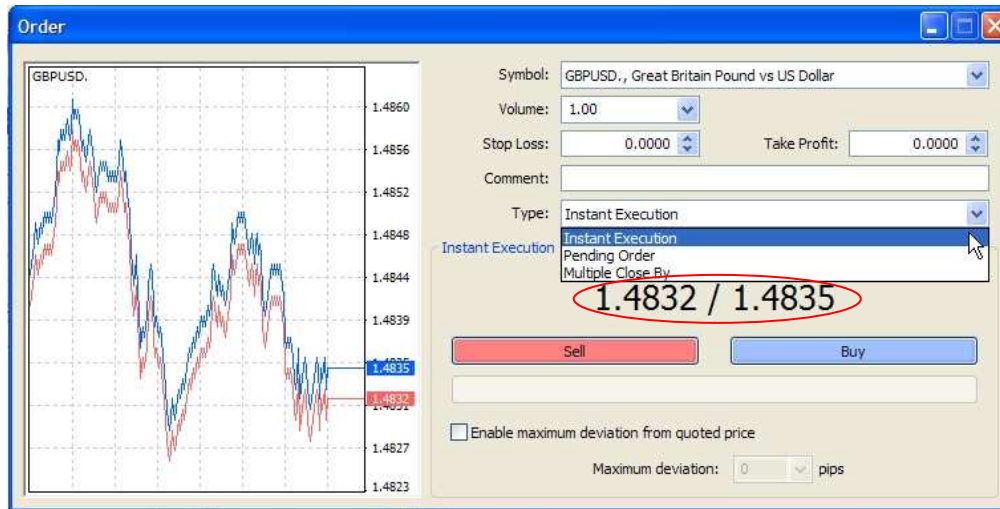 Order
GBPUSD.
1.4860
1.4856
1.4852
1.4848
1.4844
1.4839
1.4835
1.4832
1.4827
1.4823
Symbol: GBPUSD., Great Britain Pound vs US Dollar
Volume: 1.00
Stop Loss: 0.0000 Take Profit: 0.0000
Comment:
Type: Instant Execution
Instant Execution
Pending Order
Multiple Close By
Instant Execution
1.4832 / 1.4835
Sell Buy
Enable maximum deviation from quoted price
Maximum deviation: 0 pips